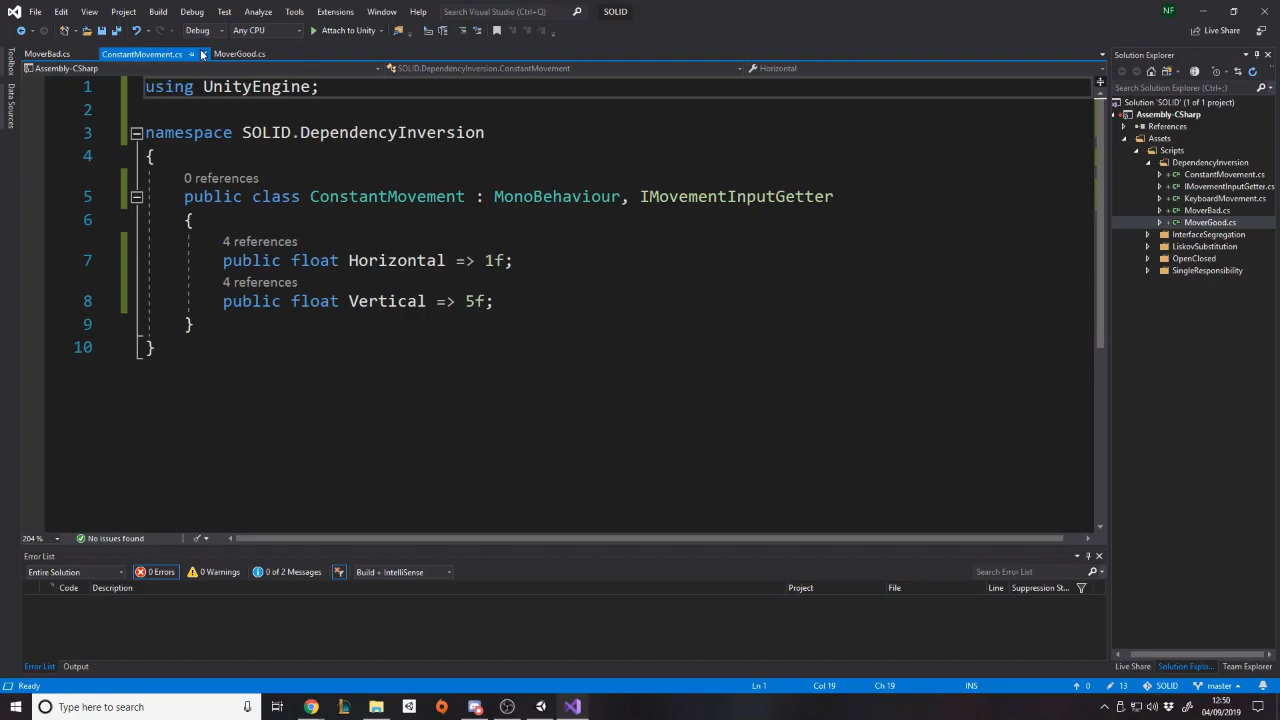 File Edit View Project Build Debug Test Analyze Tools Extensions Window Help Search Visual Studio (Ctrl+Q) SOLID NF
Debug Any CPU Attach to Unity Live Share
MoverBad.cs ConstantMovement.cs MoverGood.cs
Assembly-CSharp SOLID.DependencyInversion.ConstantMovement Horizontal
Toolbox
Data Sources
1 using UnityEngine;
2
3 namespace SOLID.DependencyInversion
4 {
0 references
5 public class ConstantMovement : MonoBehaviour, IMovementInputGetter
6 {
4 references
7 public float Horizontal => 1f;
4 references
8 public float Vertical => 5f;
9 }
10 }
204 % No issues found
Error List
Entire Solution 0 Errors 0 Warnings 0 of 2 Messages Build + IntelliSense Search Error List
Code Description Project File Line Suppression St...
Error List Output
Solution Explorer
Search Solution Explorer (Ctrl+;)
Solution 'SOLID' (1 of 1 project)
Assembly-CSharp
References
Assets
Scripts
DependencyInversion
ConstantMovement.cs
IMovementInputGetter.cs
KeyboardMovement.cs
MoverBad.cs
MoverGood.cs
InterfaceSegregation
LiskovSubstitution
OpenClosed
SingleResponsibility
Live Share Solution Explo... Team Explorer
Ready Ln 1 Col 19 Ch 19 INS 0 13 SOLID master
Type here to search
12:50
04/09/2019